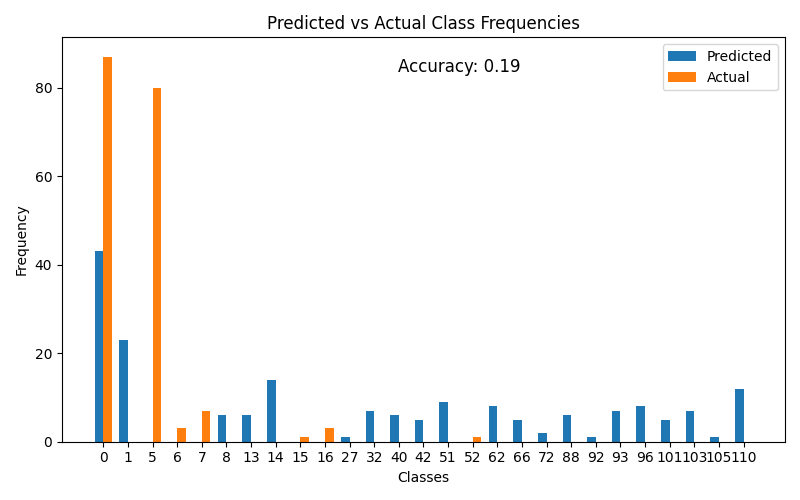 Predicted vs Actual Class Frequencies
Accuracy: 0.19
Predicted
Actual
Frequency
80
60
40
20
0
0 1 5 6 7 8 13 14 15 16 27 32 40 42 51 52 62 66 72 88 92 93 96 101 103 105 110
Classes